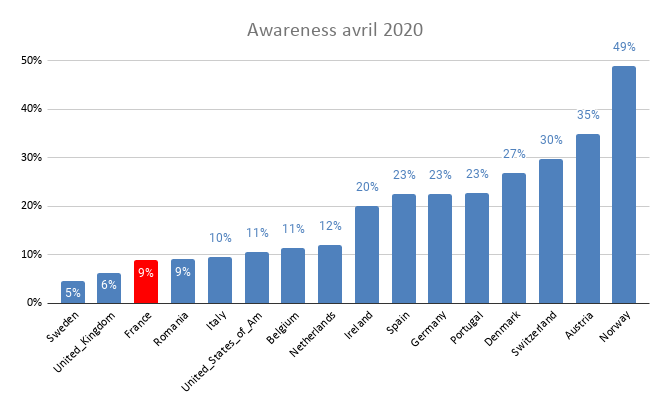 Awareness avril 2020
50%
40%
30%
20%
10%
0%
5%
6%
9%
9%
10%
11%
11%
12%
20%
23%
23%
23%
27%
30%
35%
49%
Sweden
United_Kingdom
France
Romania
Italy
United_States_of_Am
Belgium
Netherlands
Ireland
Spain
Germany
Portugal
Denmark
Switzerland
Austria
Norway